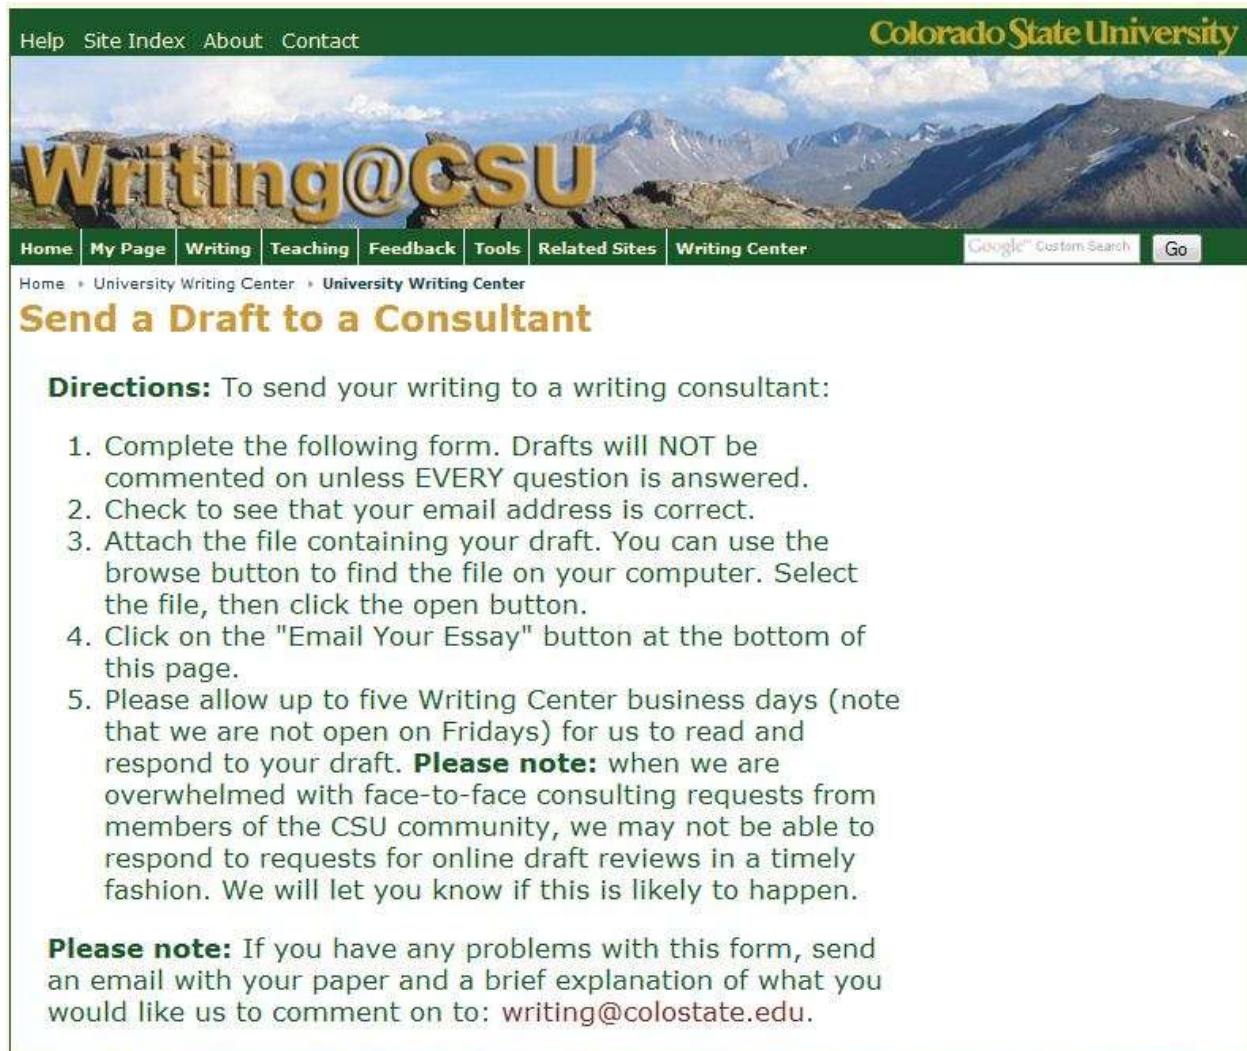 Help Site Index About Contact
Colorado State University
Writing@CSU
Home My Page Writing Teaching Feedback Tools Related Sites Writing Center Google™ Custom Search Go
Home › University Writing Center › University Writing Center
Send a Draft to a Consultant
Directions: To send your writing to a writing consultant:
1. Complete the following form. Drafts will NOT be
commented on unless EVERY question is answered.
2. Check to see that your email address is correct.
3. Attach the file containing your draft. You can use the
browse button to find the file on your computer. Select
the file, then click the open button.
4. Click on the "Email Your Essay" button at the bottom of
this page.
5. Please allow up to five Writing Center business days (note
that we are not open on Fridays) for us to read and
respond to your draft. Please note: when we are
overwhelmed with face-to-face consulting requests from
members of the CSU community, we may not be able to
respond to requests for online draft reviews in a timely
fashion. We will let you know if this is likely to happen.
Please note: If you have any problems with this form, send
an email with your paper and a brief explanation of what you
would like us to comment on to: writing@colostate.edu.